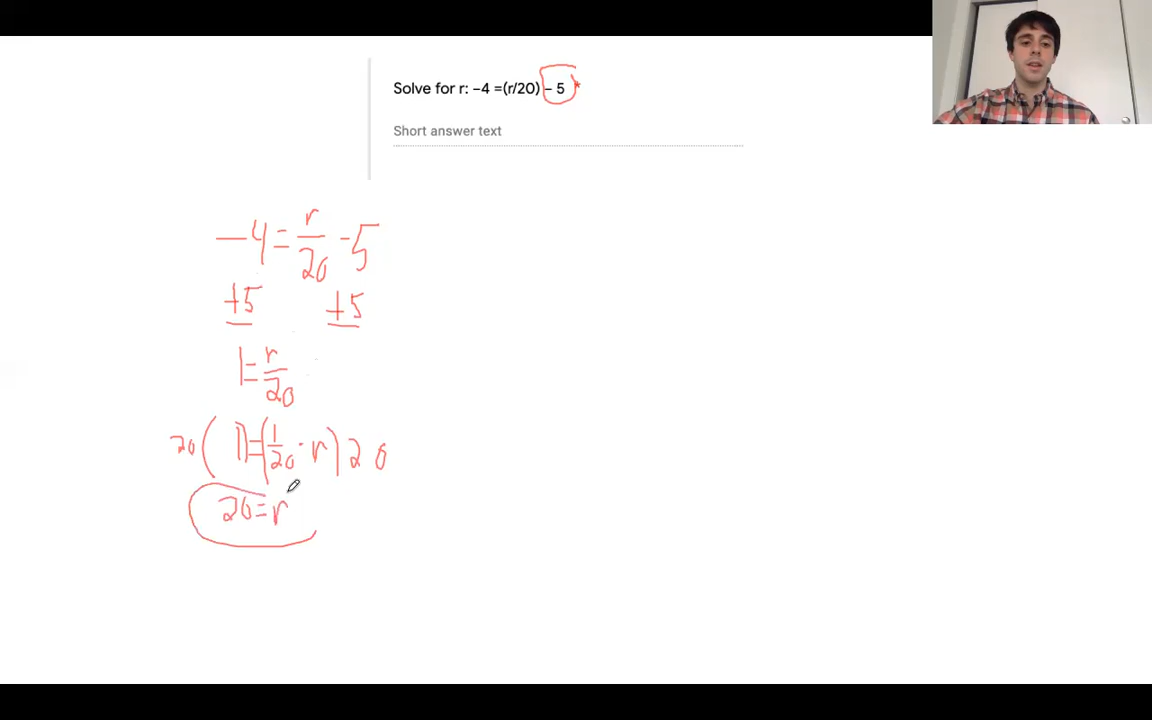 Solve for r: −4 =(r/20) − 5 *
Short answer text
−4 = r/20 -5
+5 +5
1 = r/20
20 ( 1) = (1/20 · r) 20
20 = r